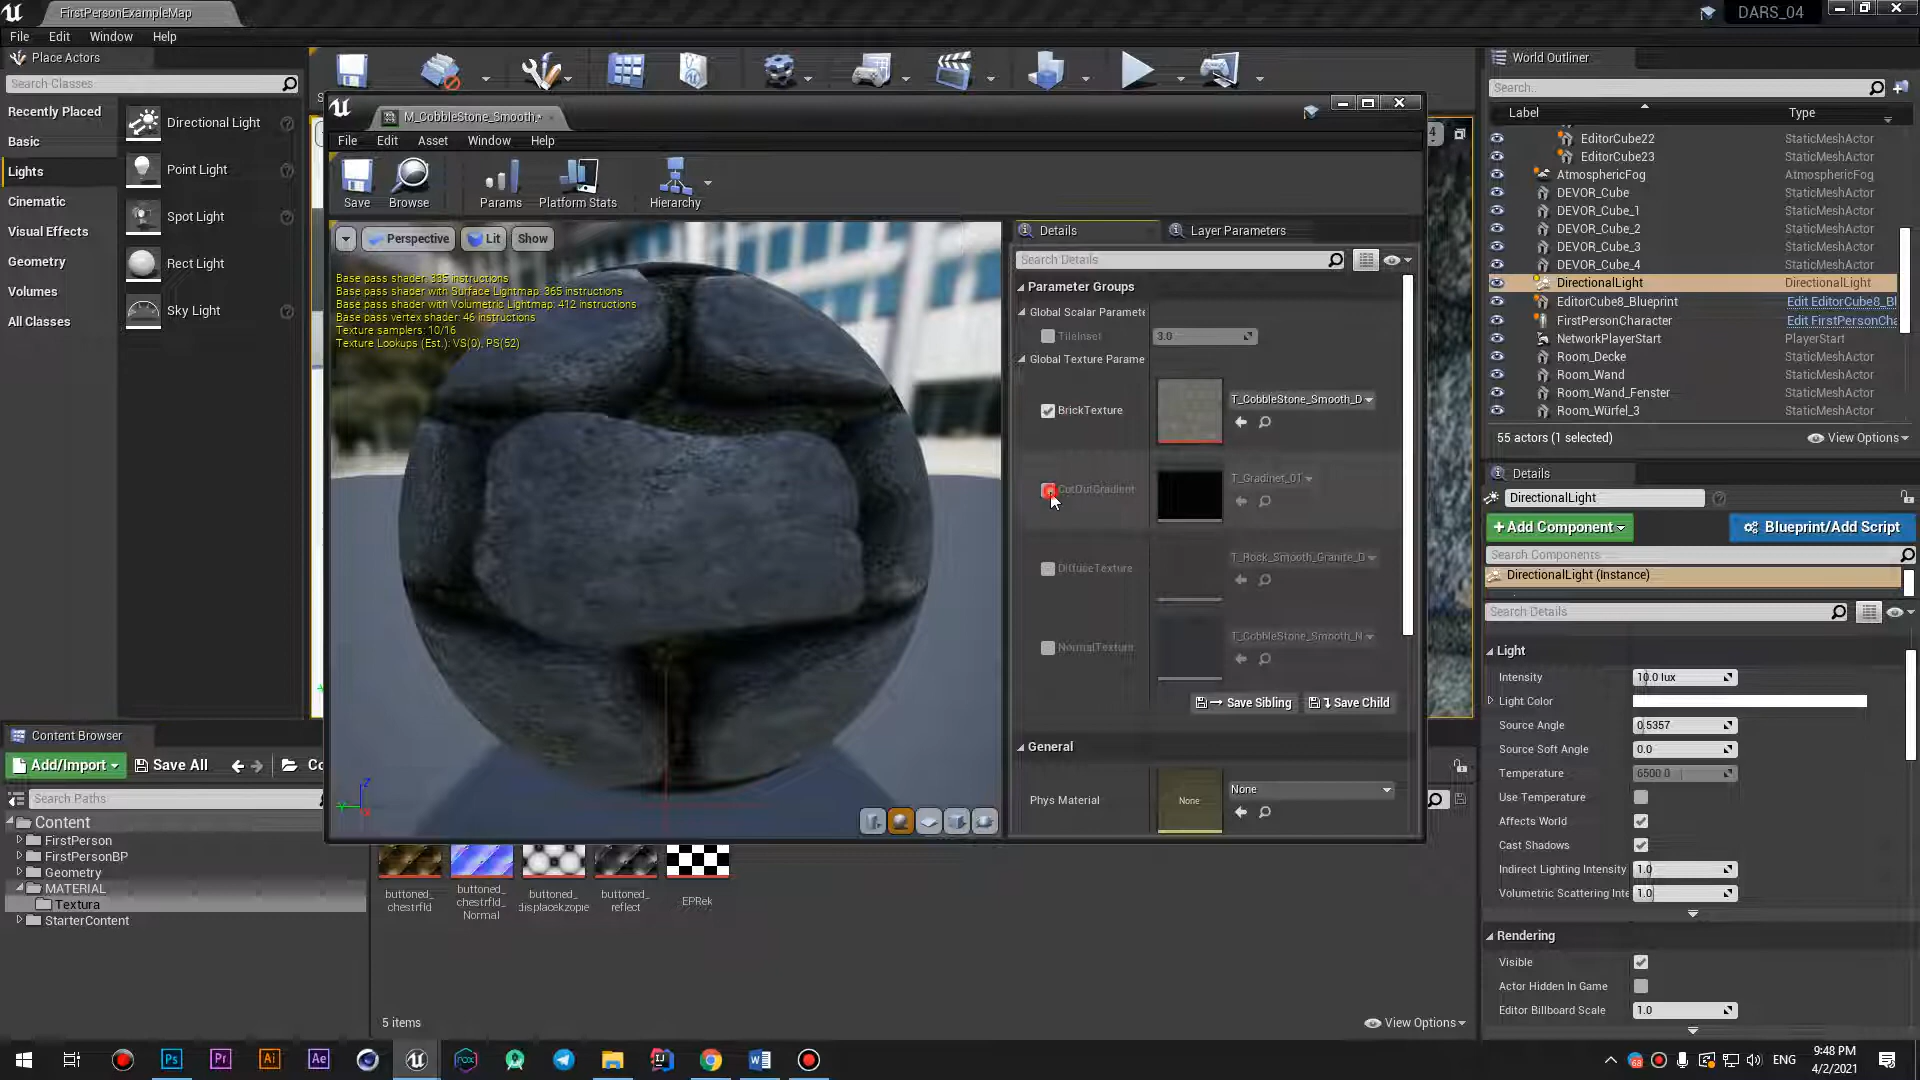 FirstPersonExampleMap
DARS_04
File Edit Window Help
Place Actors
Search Classes
Recently Placed
Basic
Lights
Cinematic
Visual Effects
Geometry
Volumes
All Classes
Directional Light
Point Light
Spot Light
Rect Light
Sky Light
M_CobbleStone_Smooth*
File Edit Asset Window Help
Save Browse Params Platform Stats Hierarchy
Perspective Lit Show
Base pass shader: 335 instructions
Base pass shader with Surface Lightmap: 365 instructions
Base pass shader with Volumetric Lightmap: 412 instructions
Base pass vertex shader: 46 instructions
Texture samplers: 10/16
Texture Lookups (Est.): VS(0), PS(52)
Details Layer Parameters
Search Details
Parameter Groups
Global Scalar Paramete
TileInset 3.0
Global Texture Parame
BrickTexture T_CobbleStone_Smooth_D
CutOutGradient T_Gradinet_01
DiffuseTexture T_Rock_Smooth_Granite_D
NormalTexture T_CobbleStone_Smooth_N
Save Sibling Save Child
General
Phys Material None None
World Outliner
Search..
Label Type
EditorCube22 StaticMeshActor
EditorCube23 StaticMeshActor
AtmosphericFog AtmosphericFog
DEVOR_Cube StaticMeshActor
DEVOR_Cube_1 StaticMeshActor
DEVOR_Cube_2 StaticMeshActor
DEVOR_Cube_3 StaticMeshActor
DEVOR_Cube_4 StaticMeshActor
DirectionalLight DirectionalLight
EditorCube8_Blueprint Edit EditorCube8_Bl
FirstPersonCharacter Edit FirstPersonCha
NetworkPlayerStart PlayerStart
Room_Decke StaticMeshActor
Room_Wand StaticMeshActor
Room_Wand_Fenster StaticMeshActor
Room_Würfel_3 StaticMeshActor
55 actors (1 selected) View Options
Details
DirectionalLight
+Add Component Blueprint/Add Script
Search Components
DirectionalLight (Instance)
Search Details
Light
Intensity 10.0 lux
Light Color
Source Angle 0.5357
Source Soft Angle 0.0
Temperature 6500.0
Use Temperature
Affects World
Cast Shadows
Indirect Lighting Intensity 1.0
Volumetric Scattering Inte 1.0
Rendering
Visible
Actor Hidden In Game
Editor Billboard Scale 1.0
Content Browser
Add/Import Save All Co
Search Paths
Content
FirstPerson
FirstPersonBP
Geometry
MATERIAL
Textura
StarterContent
buttoned_
chestrfld
buttoned_
chestrfld_
Normal
buttoned_
displacekzopie
buttoned_
reflect
EPRek
5 items View Options
Ps Pr Ai Ae
ENG
9:48 PM
4/2/2021